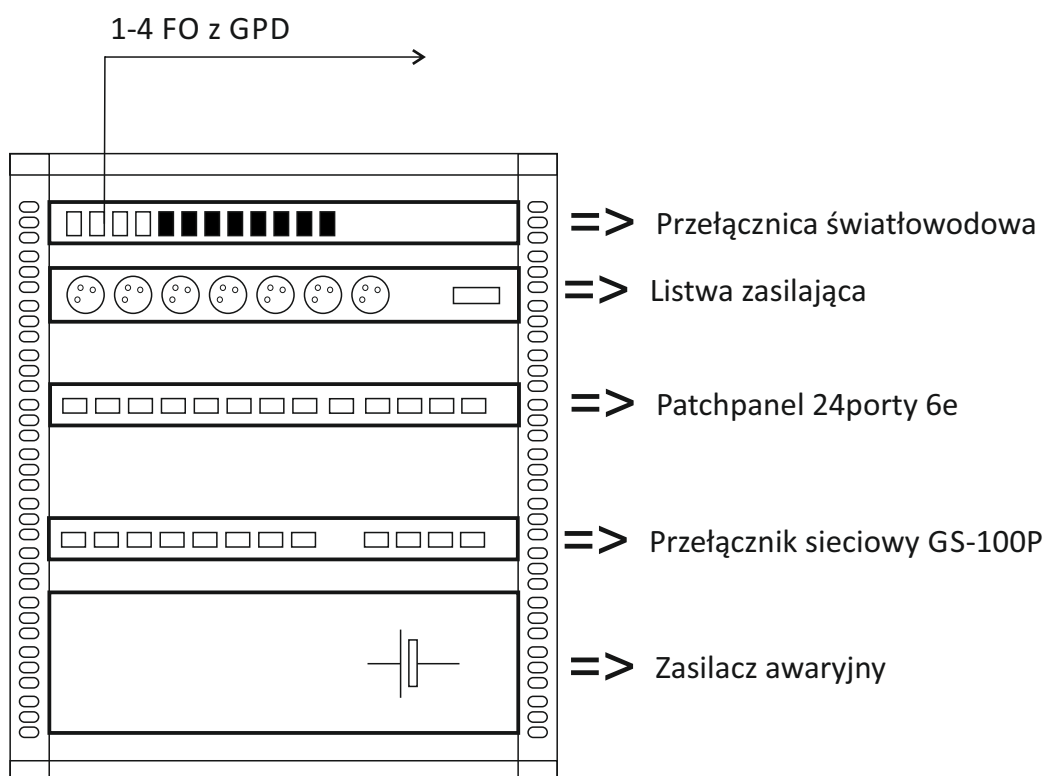 1-4 FO z GPD
=> Przełącznica światłowodowa
=> Listwa zasilająca
=> Patchpanel 24porty 6e
=> Przełącznik sieciowy GS-100P
=> Zasilacz awaryjny